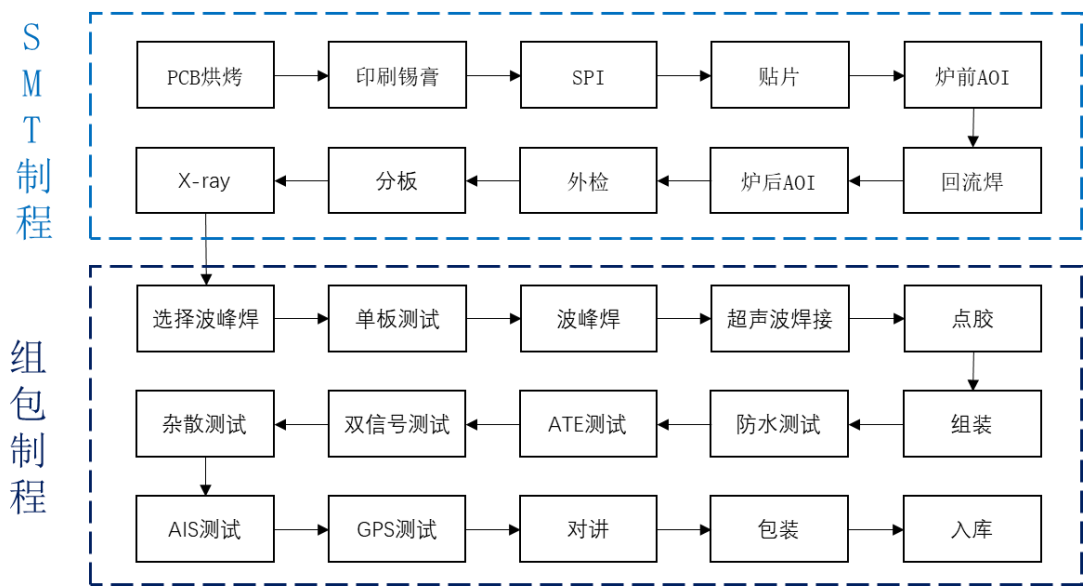 SMT制程
PCB烘烤
印刷锡膏
SPI
贴片
炉前AOI
X-ray
分板
外检
炉后AOI
回流焊
组包制程
选择波峰焊
单板测试
波峰焊
超声波焊接
点胶
杂散测试
双信号测试
ATE测试
防水测试
组装
AIS测试
GPS测试
对讲
包装
入库